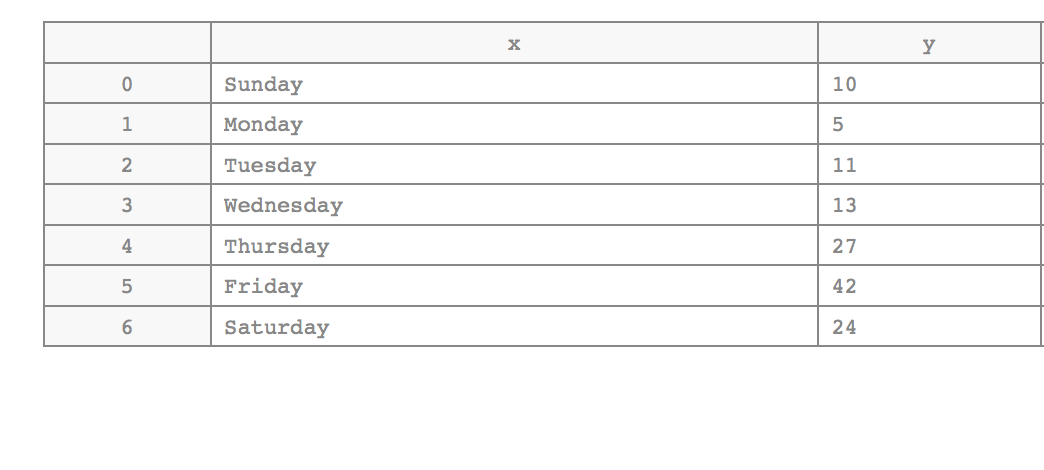 x y
0 Sunday 10
1 Monday 5
2 Tuesday 11
3 Wednesday 13
4 Thursday 27
5 Friday 42
6 Saturday 24